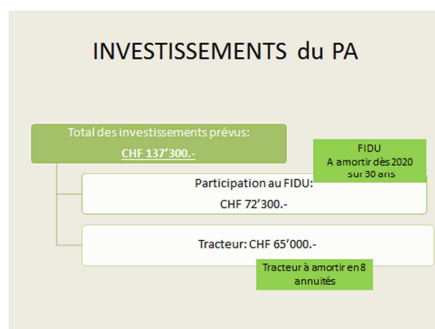 INVESTISSEMENTS du PA
Total des investissements prévus:
CHF 137’300.-
FIDU
A amortir dès 2020
sur 30 ans
Participation au FIDU:
CHF 72’300.-
Tracteur: CHF 65’000.-
Tracteur à amortir en 8
annuités